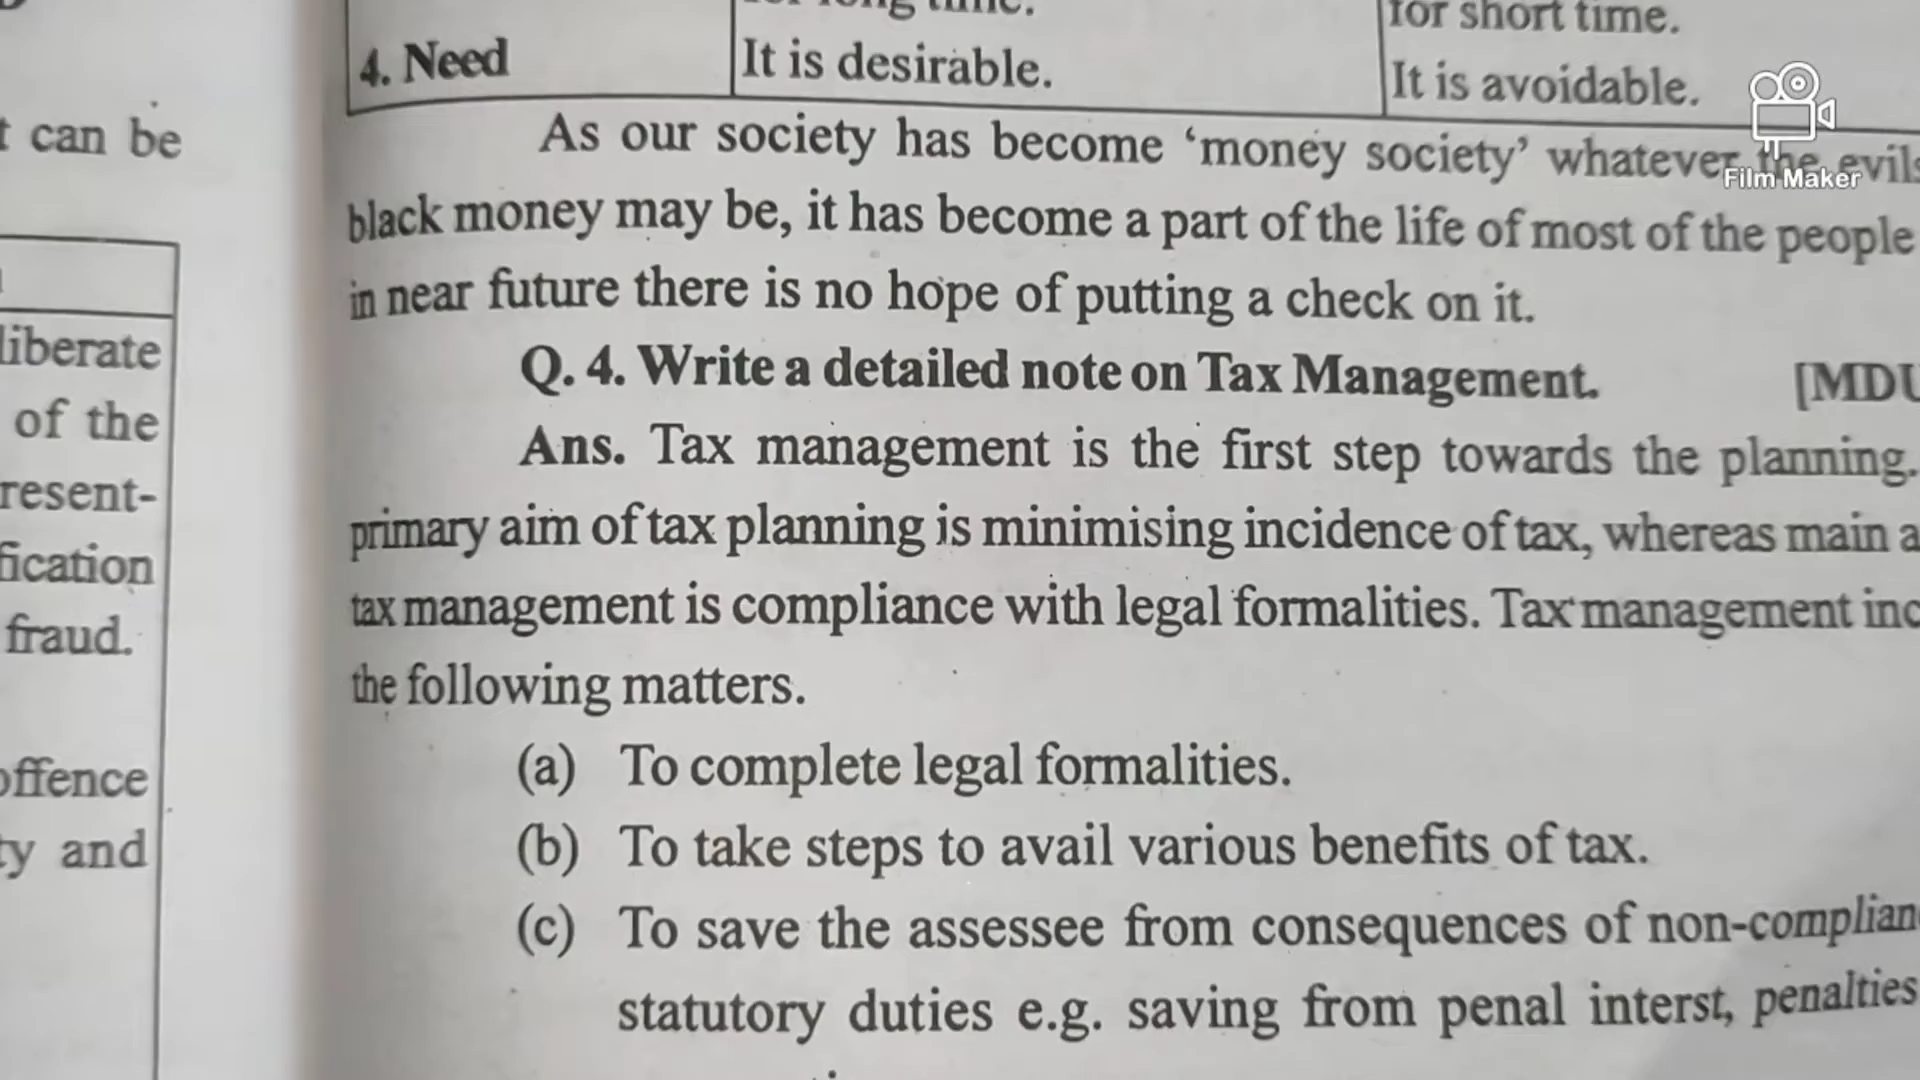 t can be
liberate
of the
resent-
fication
fraud.
offence
ty and
for long time.
for short time.
4. Need
It is desirable.
It is avoidable.
As our society has become ‘money society’ whatever the evils
black money may be, it has become a part of the life of most of the people
in near future there is no hope of putting a check on it.
Q. 4. Write a detailed note on Tax Management. [MDU
Ans. Tax management is the first step towards the planning.
primary aim of tax planning is minimising incidence of tax, whereas main a
tax management is compliance with legal formalities. Tax management inc
the following matters.
(a) To complete legal formalities.
(b) To take steps to avail various benefits of tax.
(c) To save the assessee from consequences of non-complian
statutory duties e.g. saving from penal interst, penalties
Film Maker